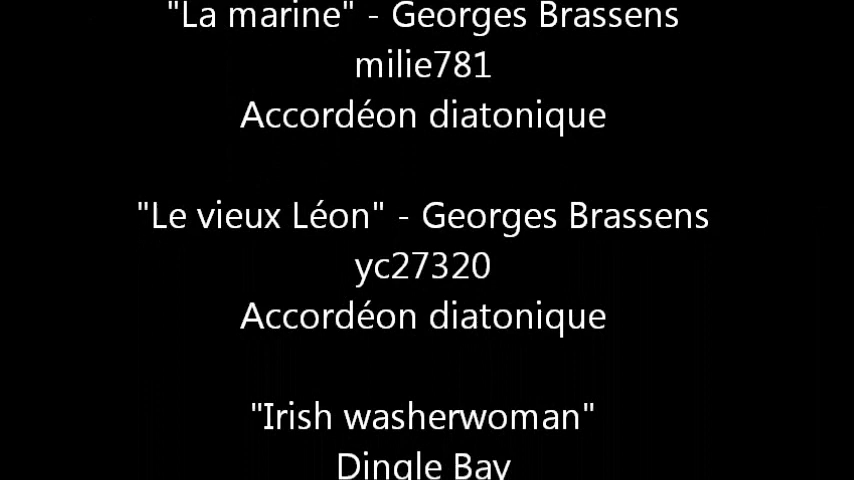 "La marine" - Georges Brassens
milie781
Accordéon diatonique
"Le vieux Léon" - Georges Brassens
yc27320
Accordéon diatonique
"Irish washerwoman"
Dingle Bay